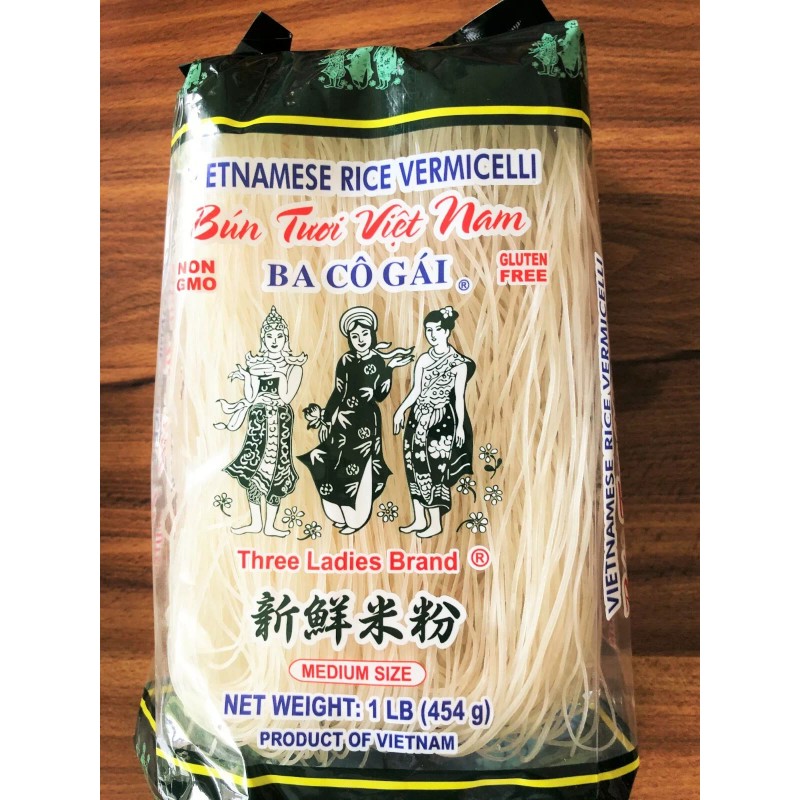 ETNAMESE RICE VERMICELLI
Bún Tươi Việt Nam
NON GMO
BA CÔ GÁI ®
GLUTEN FREE
Three Ladies Brand ®
新鮮米粉
MEDIUM SIZE
NET WEIGHT: 1 LB (454 g)
PRODUCT OF VIETNAM
VIETNAMESE RICE VERMICELLI